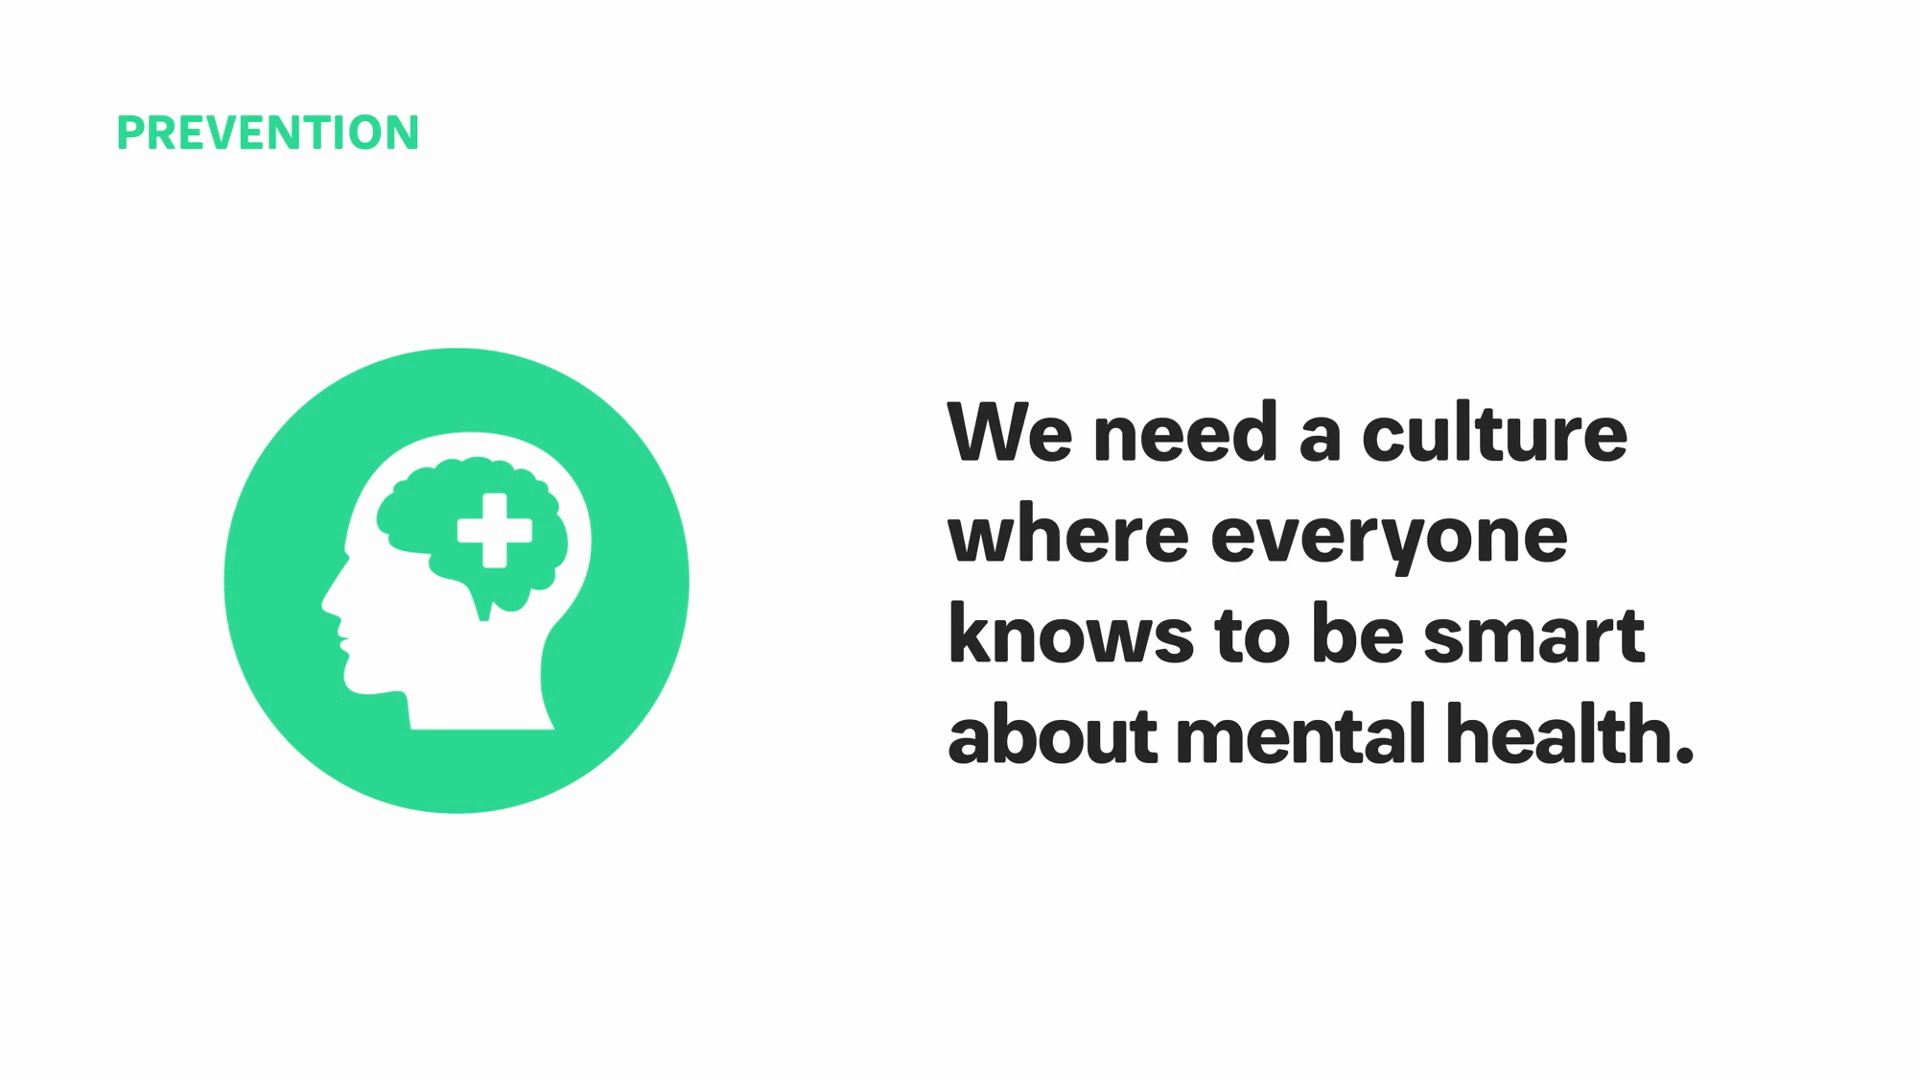 PREVENTION
We need a culture
where everyone
knows to be smart
about mental health.